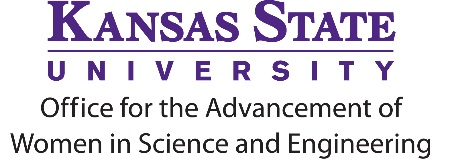 KANSAS STATE
UNIVERSITY
Office for the Advancement of
Women in Science and Engineering